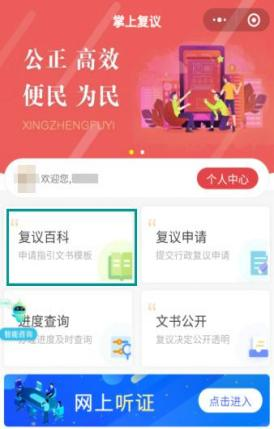 掌上复议
公正 高效
便民 为民
XINGZHENGFUYI
欢迎您,
个人中心
复议百科
申请指引文书模板
复议申请
提交行政复议申请
智能咨询
进度查询
办理进度及时查询
文书公开
复议决定公开透明
网上听证
点击进入